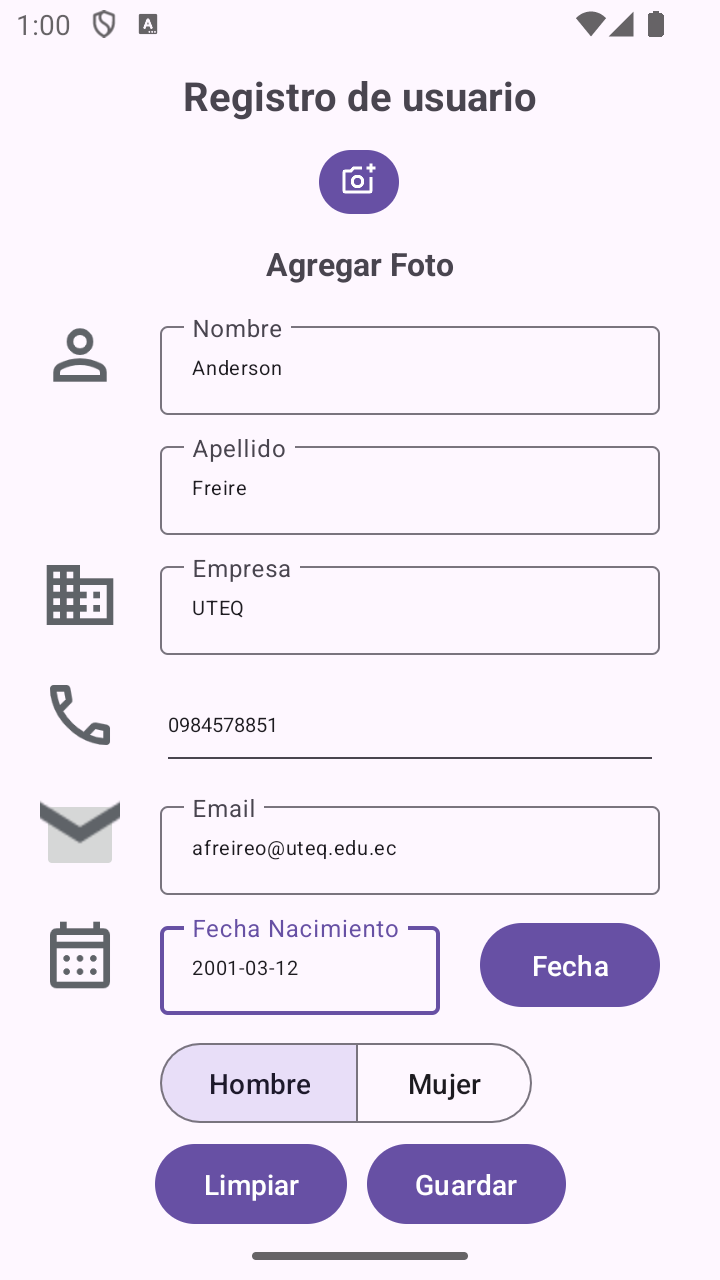 1:00
Registro de usuario
Agregar Foto
Nombre
Anderson
Apellido
Freire
Empresa
UTEQ
0984578851
Email
afreireo@uteq.edu.ec
Fecha Nacimiento
2001-03-12
Fecha
Hombre Mujer
Limpiar Guardar